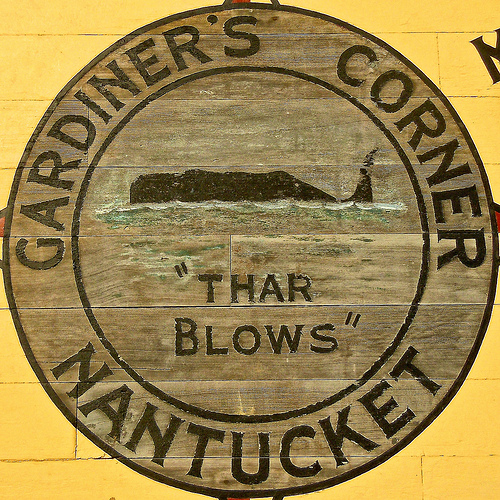 GARDINER'S CORNER
"THAR
BLOWS"
NANTUCKET